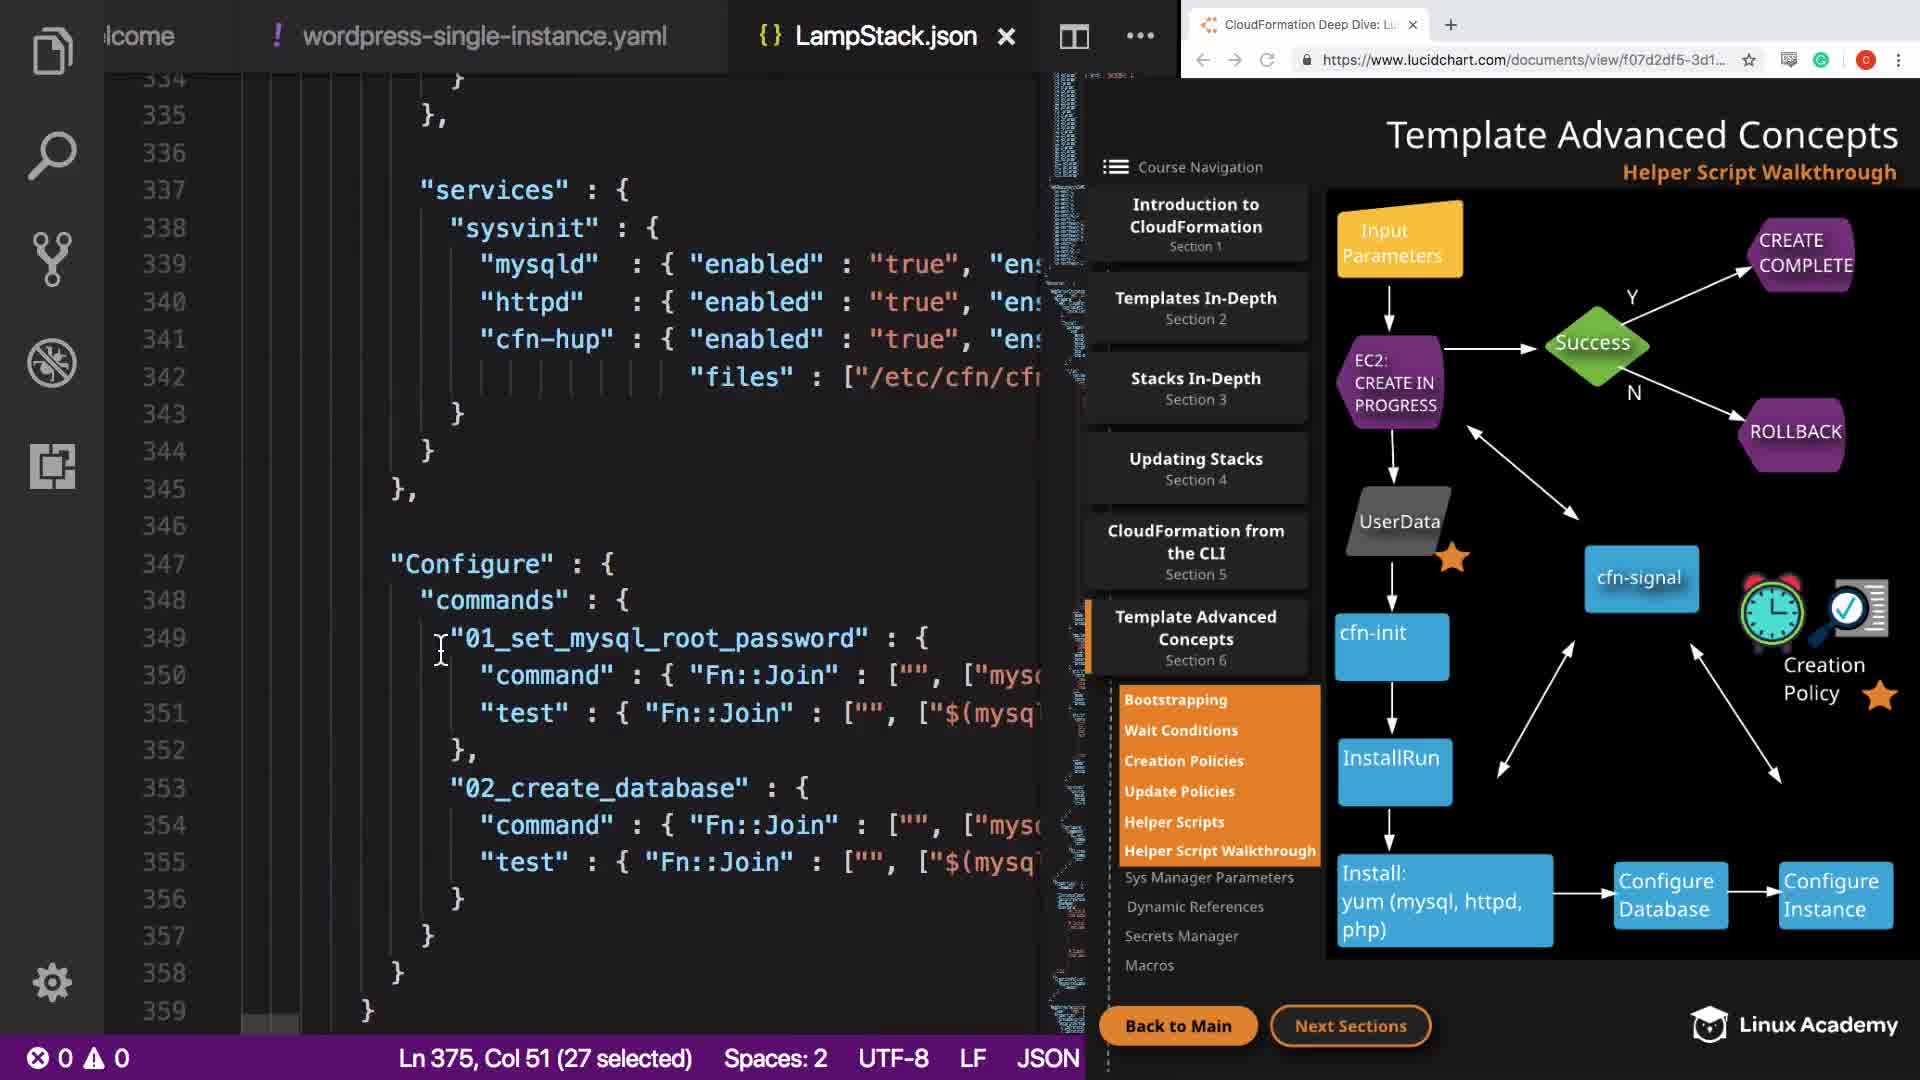 lcome
! wordpress-single-instance.yaml
{} LampStack.json
334 }
335 },
336
337 "services" : {
338 "sysvinit" : {
339 "mysqld" : { "enabled" : "true", "ens
340 "httpd" : { "enabled" : "true", "ens
341 "cfn-hup" : { "enabled" : "true", "ens
342 "files" : ["/etc/cfn/cfn
343 }
344 }
345 },
346
347 "Configure" : {
348 "commands" : {
349 "01_set_mysql_root_password" : {
350 "command" : { "Fn::Join" : ["", ["mysq
351 "test" : { "Fn::Join" : ["", ["$(mysql
352 },
353 "02_create_database" : {
354 "command" : { "Fn::Join" : ["", ["mysq
355 "test" : { "Fn::Join" : ["", ["$(mysql
356 }
357 }
358 }
359 }
0 0
Ln 375, Col 51 (27 selected) Spaces: 2 UTF-8 LF JSON
CloudFormation Deep Dive: Lu
https://www.lucidchart.com/documents/view/f07d2df5-3d1...
C
Template Advanced Concepts
Helper Script Walkthrough
Course Navigation
Introduction to
CloudFormation
Section 1
Templates In-Depth
Section 2
Stacks In-Depth
Section 3
Updating Stacks
Section 4
CloudFormation from
the CLI
Section 5
Template Advanced
Concepts
Section 6
Bootstrapping
Wait Conditions
Creation Policies
Update Policies
Helper Scripts
Helper Script Walkthrough
Sys Manager Parameters
Dynamic References
Secrets Manager
Macros
Back to Main
Next Sections
Input
Parameters
EC2:
CREATE IN
PROGRESS
Success
Y
N
CREATE
COMPLETE
ROLLBACK
UserData
cfn-init
cfn-signal
Creation
Policy
InstallRun
Install:
yum (mysql, httpd,
php)
Configure
Database
Configure
Instance
Linux Academy